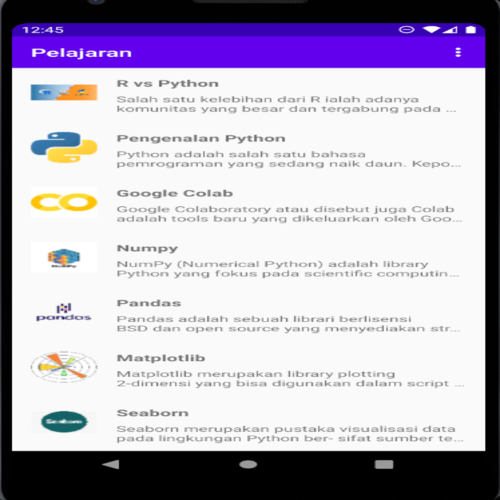 12:45
Pelajaran
R vs Python
Salah satu kelebihan dari R ialah adanya
komunitas yang besar dan tergabung pada ...
Pengenalan Python
Python adalah salah satu bahasa
pemrograman yang sedang naik daun. Kepo...
Google Colab
Google Colaboratory atau disebut juga Colab
adalah tools baru yang dikeluarkan oleh Goo...
NumPy
Numpy
NumPy (Numerical Python) adalah library
Python yang fokus pada scientific computin...
pandas
Pandas
Pandas adalah sebuah librari berlisensi
BSD dan open source yang menyediakan str...
Matplotlib
Matplotlib merupakan library plotting
2-dimensi yang bisa digunakan dalam script ...
Seaborn
Seaborn
Seaborn merupakan pustaka visualisasi data
pada lingkungan Python ber- sifat sumber te...